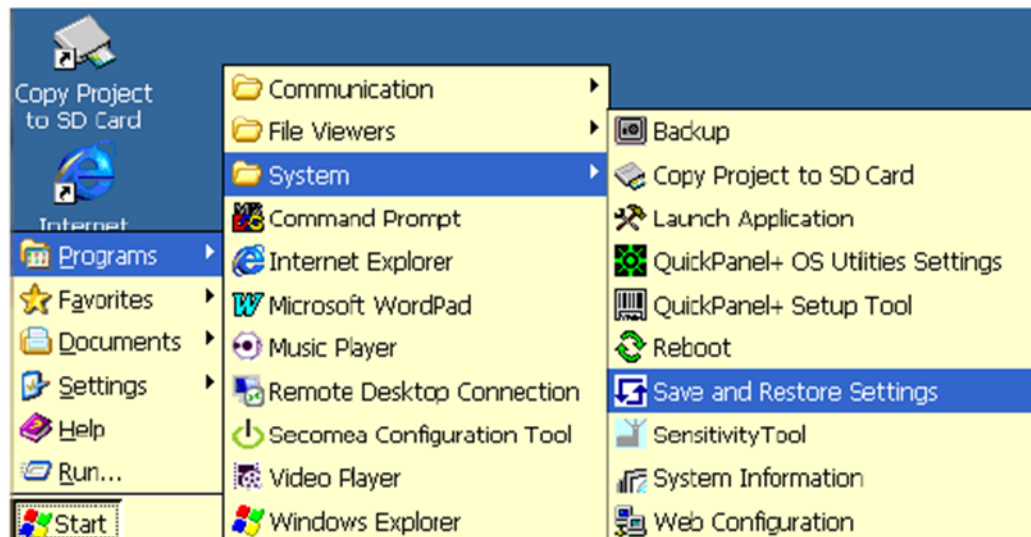 Copy Project
to SD Card
Internet
Programs
Favorites
Documents
Settings
Help
Run...
Start
Communication
File Viewers
System
Command Prompt
Internet Explorer
Microsoft WordPad
Music Player
Remote Desktop Connection
Secomea Configuration Tool
Video Player
Windows Explorer
Backup
Copy Project to SD Card
Launch Application
QuickPanel+ OS Utilities Settings
QuickPanel+ Setup Tool
Reboot
Save and Restore Settings
SensitivityTool
System Information
Web Configuration